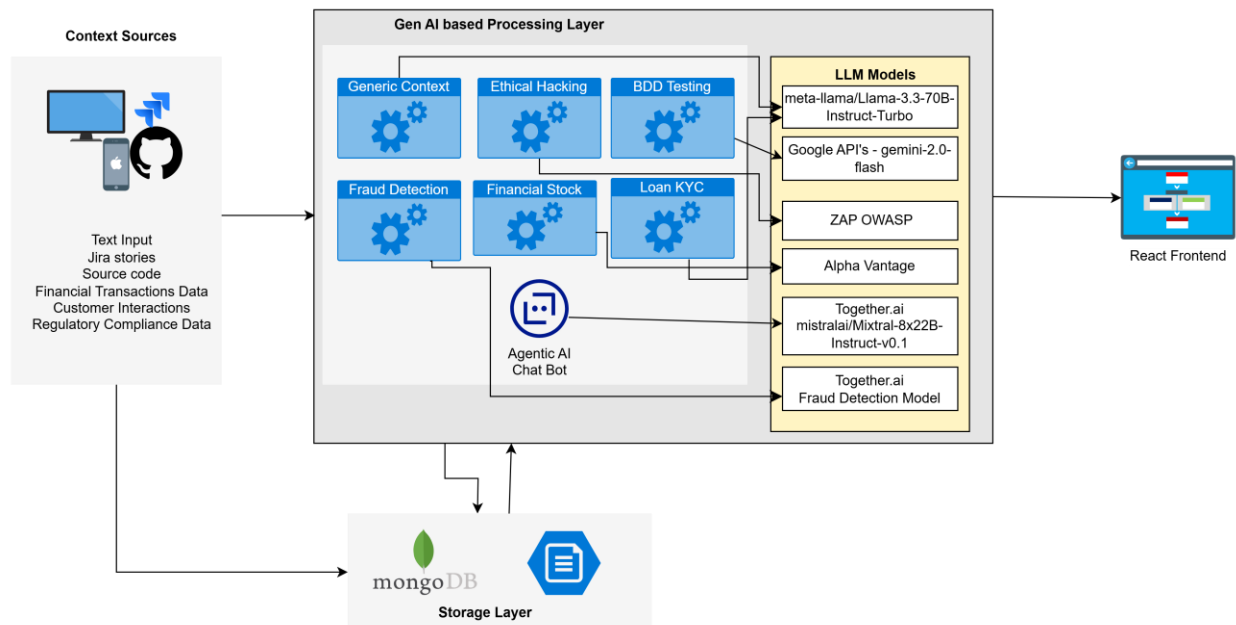 Context Sources
Text Input
Jira stories
Source code
Financial Transactions Data
Customer Interactions
Regulatory Compliance Data
Gen AI based Processing Layer
Generic Context
Ethical Hacking
BDD Testing
Fraud Detection
Financial Stock
Loan KYC
Agentic AI
Chat Bot
LLM Models
meta-llama/Llama-3.3-70B-
Instruct-Turbo
Google API's - gemini-2.0-
flash
ZAP OWASP
Alpha Vantage
Together.ai
mistralai/Mixtral-8x22B-
Instruct-v0.1
Together.ai
Fraud Detection Model
React Frontend
mongoDB
Storage Layer